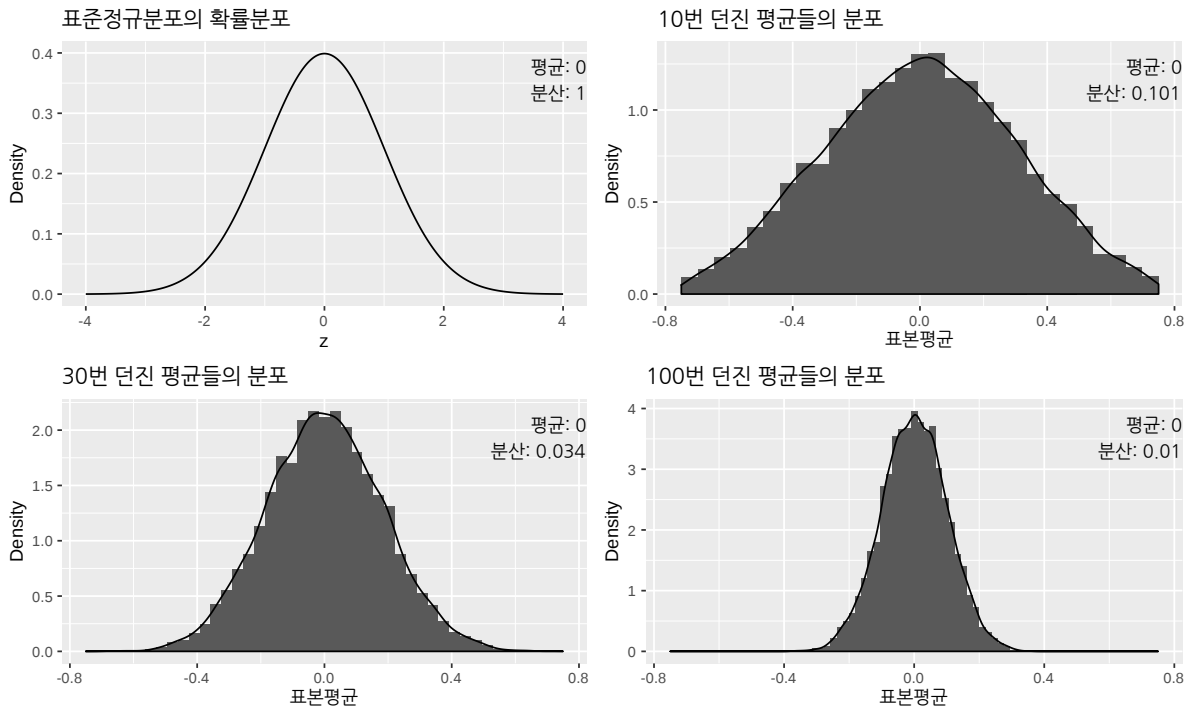 표준정규분포의 확률분포
평균: 0
분산: 1
Density
0.4
0.3
0.2
0.1
0.0
-4 -2 0 2 4
z
10번 던진 평균들의 분포
평균: 0
분산: 0.101
Density
1.0
0.5
0.0
-0.8 -0.4 0.0 0.4 0.8
표본평균
30번 던진 평균들의 분포
평균: 0
분산: 0.034
Density
2.0
1.5
1.0
0.5
0.0
-0.8 -0.4 0.0 0.4 0.8
표본평균
100번 던진 평균들의 분포
평균: 0
분산: 0.01
Density
4
3
2
1
0
-0.8 -0.4 0.0 0.4 0.8
표본평균